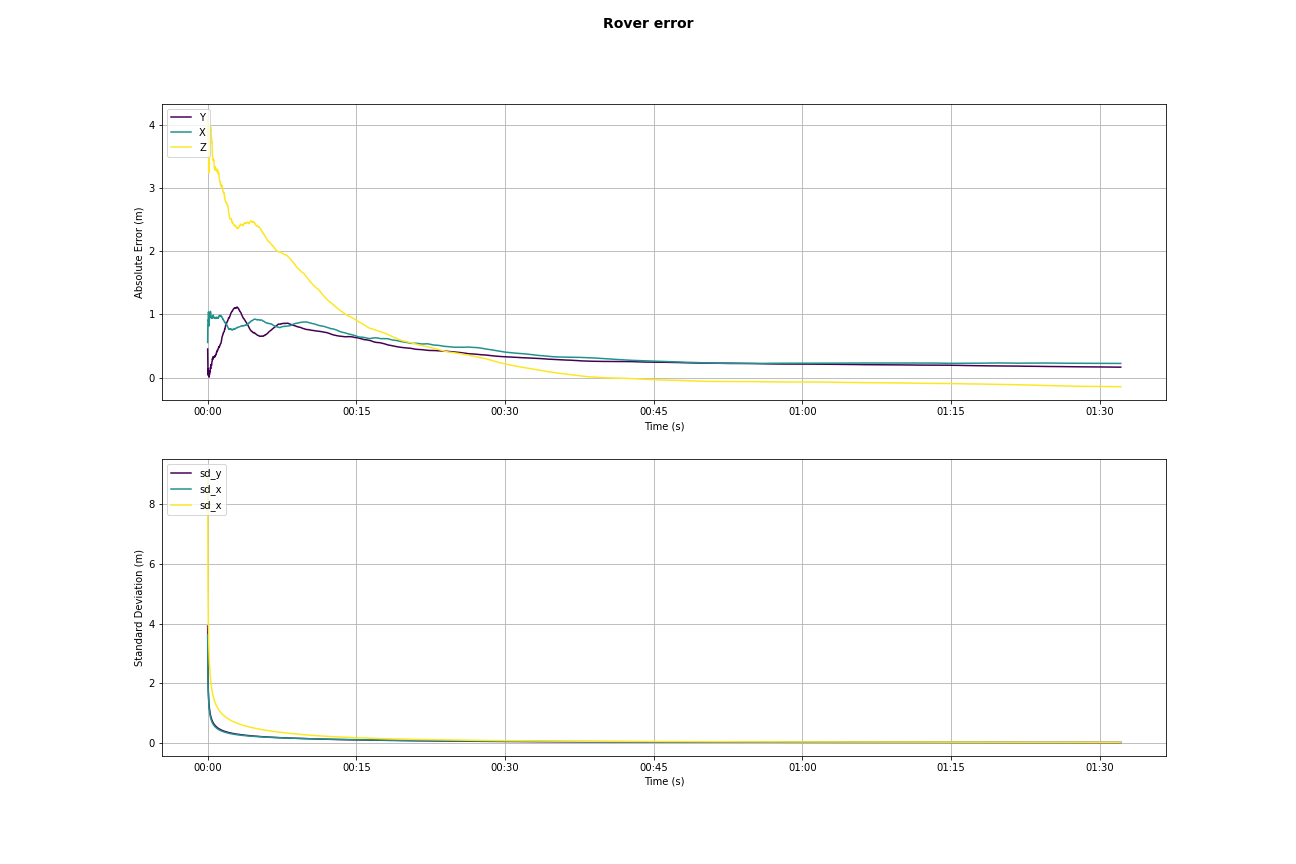 Rover error
Y
X
Z
4
3
2
1
0
Absolute Error (m)
00:00 00:15 00:30 00:45 01:00 01:15 01:30
Time (s)
sd_y
sd_x
sd_x
8
6
4
2
0
Standard Deviation (m)
00:00 00:15 00:30 00:45 01:00 01:15 01:30
Time (s)